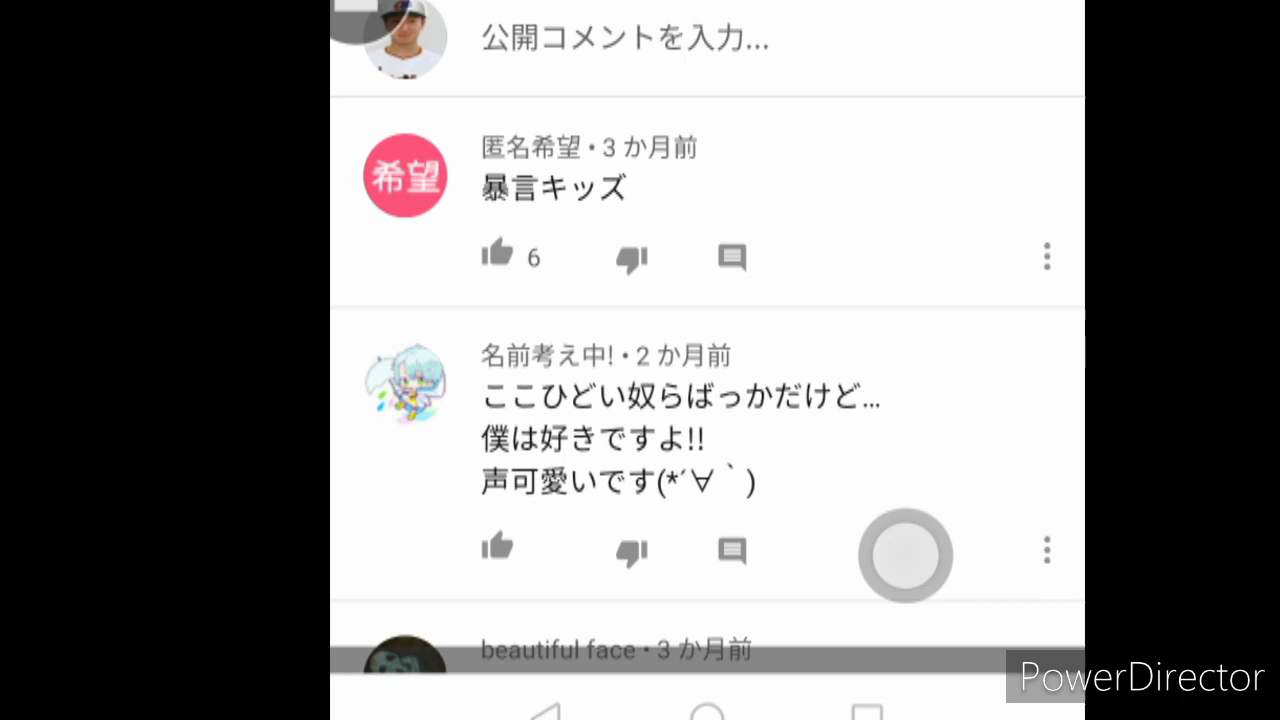 公開コメントを入力...
希望
匿名希望 • 3 か月前
暴言キッズ
6
名前考え中! • 2 か月前
ここひどい奴らばっかだけど...
僕は好きですよ!!
声可愛いです(*´∀｀)
beautiful face • 3 か月前
PowerDirector